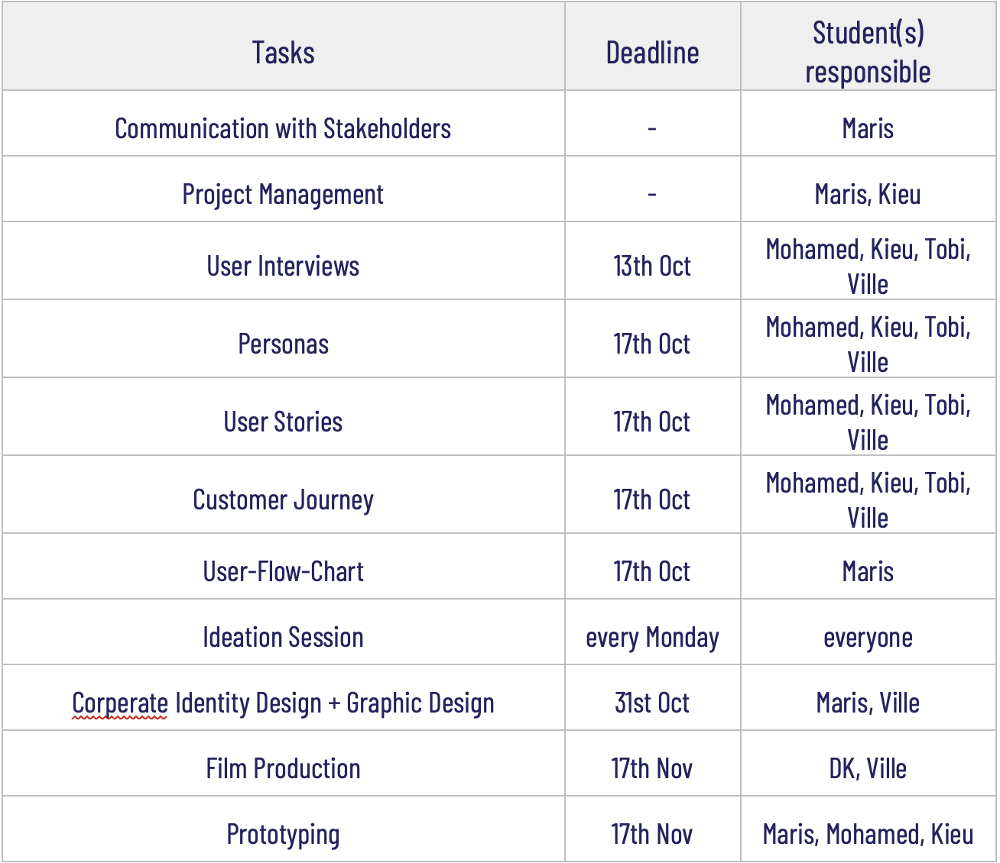 Tasks
Deadline
Student(s)
responsible
Communication with Stakeholders
-
Maris
Project Management
-
Maris, Kieu
User Interviews
13th Oct
Mohamed, Kieu, Tobi,
Ville
Personas
17th Oct
Mohamed, Kieu, Tobi,
Ville
User Stories
17th Oct
Mohamed, Kieu, Tobi,
Ville
Customer Journey
17th Oct
Mohamed, Kieu, Tobi,
Ville
User-Flow-Chart
17th Oct
Maris
Ideation Session
every Monday
everyone
Corperate Identity Design + Graphic Design
31st Oct
Maris, Ville
Film Production
17th Nov
DK, Ville
Prototyping
17th Nov
Maris, Mohamed, Kieu